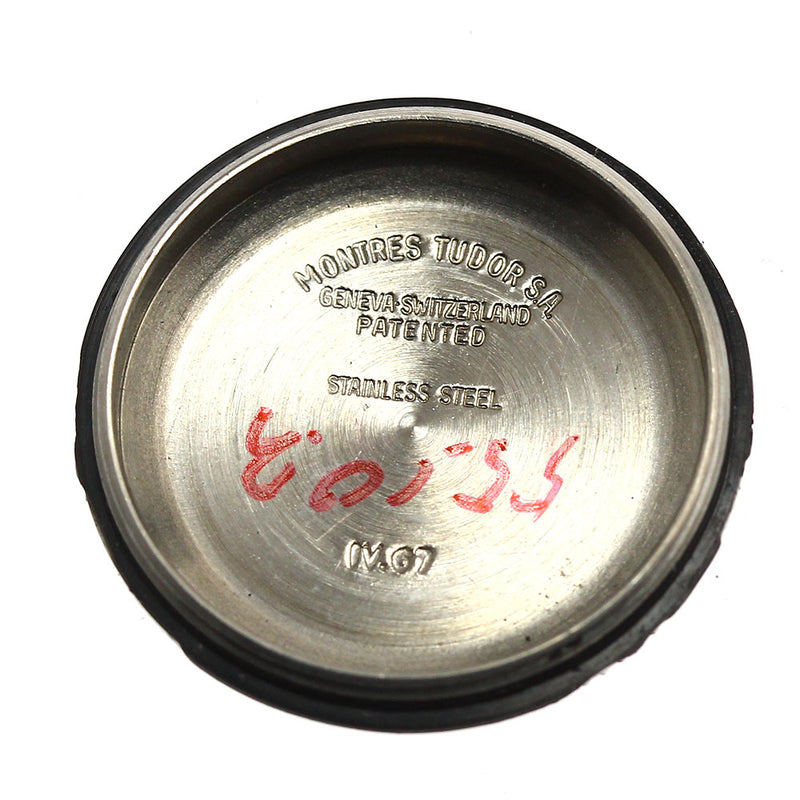 MONTRES TUDOR S.A.
GENEVA·SWITZERLAND
PATENTED
STAINLESS STEEL
IV.67